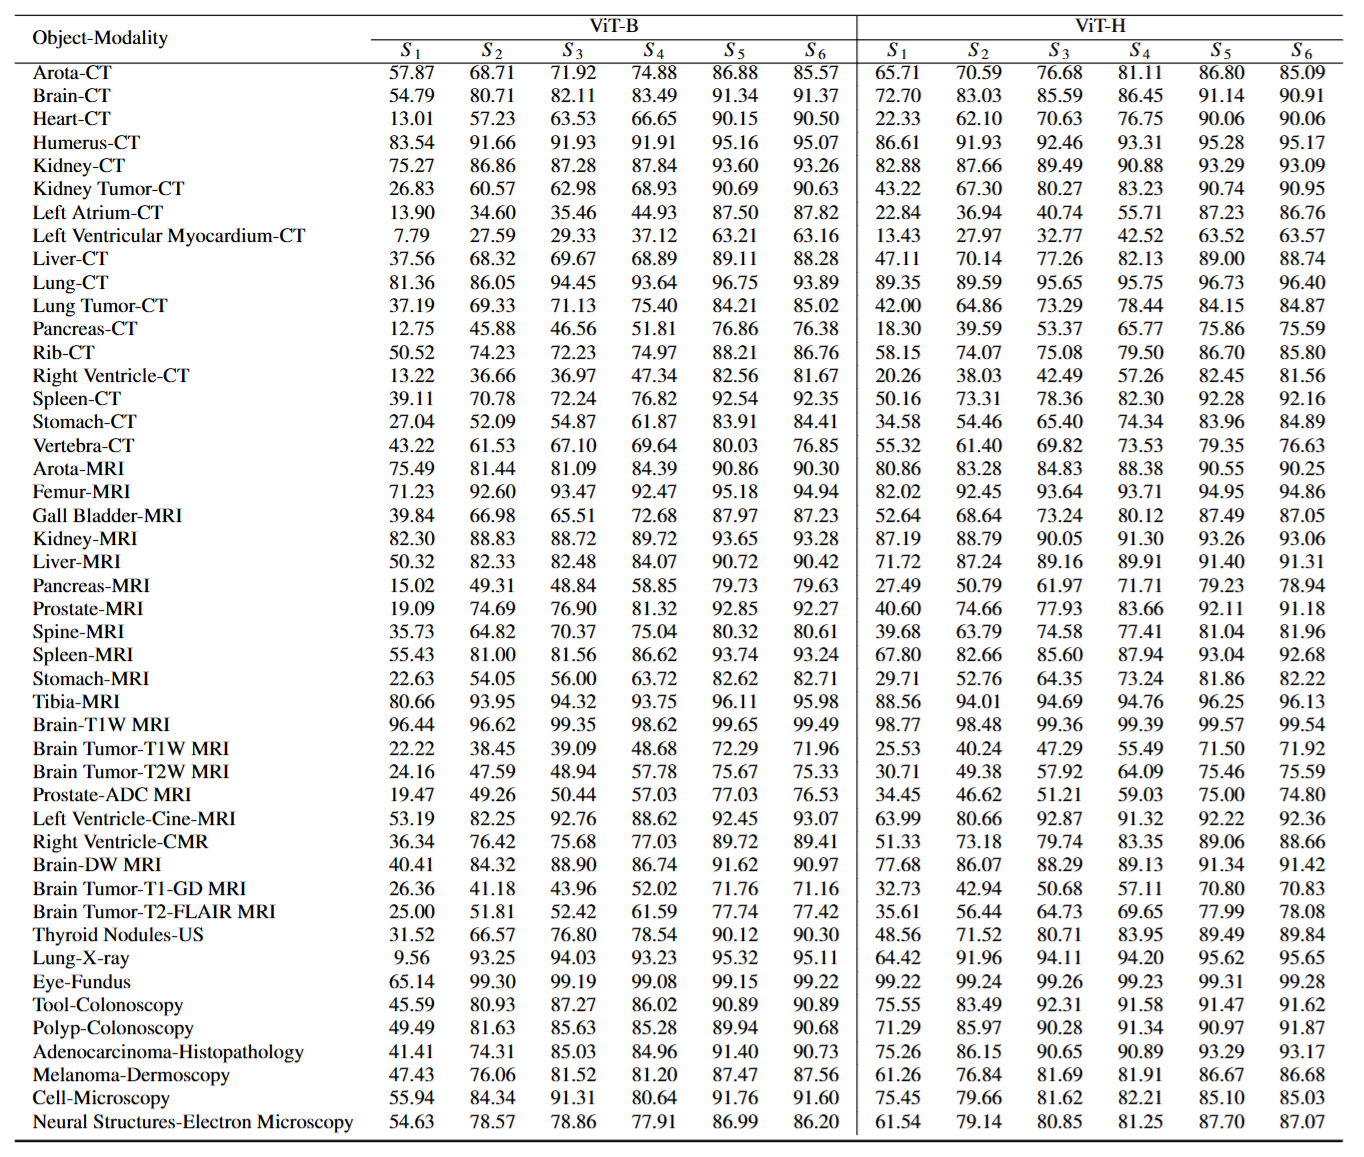 Object-Modality ViT-B ViT-H
S1 S2 S3 S4 S5 S6 S1 S2 S3 S4 S5 S6
Arota-CT 57.87 68.71 71.92 74.88 86.88 85.57 65.71 70.59 76.68 81.11 86.80 85.09
Brain-CT 54.79 80.71 82.11 83.49 91.34 91.37 72.70 83.03 85.59 86.45 91.14 90.91
Heart-CT 13.01 57.23 63.53 66.65 90.15 90.50 22.33 62.10 70.63 76.75 90.06 90.06
Humerus-CT 83.54 91.66 91.93 91.91 95.16 95.07 86.61 91.93 92.46 93.31 95.28 95.17
Kidney-CT 75.27 86.86 87.28 87.84 93.60 93.26 82.88 87.66 89.49 90.88 93.29 93.09
Kidney Tumor-CT 26.83 60.57 62.98 68.93 90.69 90.63 43.22 67.30 80.27 83.23 90.74 90.95
Left Atrium-CT 13.90 34.60 35.46 44.93 87.50 87.82 22.84 36.94 40.74 55.71 87.23 86.76
Left Ventricular Myocardium-CT 7.79 27.59 29.33 37.12 63.21 63.16 13.43 27.97 32.77 42.52 63.52 63.57
Liver-CT 37.56 68.32 69.67 68.89 89.11 88.28 47.11 70.14 77.26 82.13 89.00 88.74
Lung-CT 81.36 86.05 94.45 93.64 96.75 93.89 89.35 89.59 95.65 95.75 96.73 96.40
Lung Tumor-CT 37.19 69.33 71.13 75.40 84.21 85.02 42.00 64.86 73.29 78.44 84.15 84.87
Pancreas-CT 12.75 45.88 46.56 51.81 76.86 76.38 18.30 39.59 53.37 65.77 75.86 75.59
Rib-CT 50.52 74.23 72.23 74.97 88.21 86.76 58.15 74.07 75.08 79.50 86.70 85.80
Right Ventricle-CT 13.22 36.66 36.97 47.34 82.56 81.67 20.26 38.03 42.49 57.26 82.45 81.56
Spleen-CT 39.11 70.78 72.24 76.82 92.54 92.35 50.16 73.31 78.36 82.30 92.28 92.16
Stomach-CT 27.04 52.09 54.87 61.87 83.91 84.41 34.58 54.46 65.40 74.34 83.96 84.89
Vertebra-CT 43.22 61.53 67.10 69.64 80.03 76.85 55.32 61.40 69.82 73.53 79.35 76.63
Arota-MRI 75.49 81.44 81.09 84.39 90.86 90.30 80.86 83.28 84.83 88.38 90.55 90.25
Femur-MRI 71.23 92.60 93.47 92.47 95.18 94.94 82.02 92.45 93.64 93.71 94.95 94.86
Gall Bladder-MRI 39.84 66.98 65.51 72.68 87.97 87.23 52.64 68.64 73.24 80.12 87.49 87.05
Kidney-MRI 82.30 88.83 88.72 89.72 93.65 93.28 87.19 88.79 90.05 91.30 93.26 93.06
Liver-MRI 50.32 82.33 82.48 84.07 90.72 90.42 71.72 87.24 89.16 89.91 91.40 91.31
Pancreas-MRI 15.02 49.31 48.84 58.85 79.73 79.63 27.49 50.79 61.97 71.71 79.23 78.94
Prostate-MRI 19.09 74.69 76.90 81.32 92.85 92.27 40.60 74.66 77.93 83.66 92.11 91.18
Spine-MRI 35.73 64.82 70.37 75.04 80.32 80.61 39.68 63.79 74.58 77.41 81.04 81.96
Spleen-MRI 55.43 81.00 81.56 86.62 93.74 93.24 67.80 82.66 85.60 87.94 93.04 92.68
Stomach-MRI 22.63 54.05 56.00 63.72 82.62 82.71 29.71 52.76 64.35 73.24 81.86 82.22
Tibia-MRI 80.66 93.95 94.32 93.75 96.11 95.98 88.56 94.01 94.69 94.76 96.25 96.13
Brain-T1W MRI 96.44 96.62 99.35 98.62 99.65 99.49 98.77 98.48 99.36 99.39 99.57 99.54
Brain Tumor-T1W MRI 22.22 38.45 39.09 48.68 72.29 71.96 25.53 40.24 47.29 55.49 71.50 71.92
Brain Tumor-T2W MRI 24.16 47.59 48.94 57.78 75.67 75.33 30.71 49.38 57.92 64.09 75.46 75.59
Prostate-ADC MRI 19.47 49.26 50.44 57.03 77.03 76.53 34.45 46.62 51.21 59.03 75.00 74.80
Left Ventricle-Cine-MRI 53.19 82.25 92.76 88.62 92.45 93.07 63.99 80.66 92.87 91.32 92.22 92.36
Right Ventricle-CMR 36.34 76.42 75.68 77.03 89.72 89.41 51.33 73.18 79.74 83.35 89.06 88.66
Brain-DW MRI 40.41 84.32 88.90 86.74 91.62 90.97 77.68 86.07 88.29 89.13 91.34 91.42
Brain Tumor-T1-GD MRI 26.36 41.18 43.96 52.02 71.76 71.16 32.73 42.94 50.68 57.11 70.80 70.83
Brain Tumor-T2-FLAIR MRI 25.00 51.81 52.42 61.59 77.74 77.42 35.61 56.44 64.73 69.65 77.99 78.08
Thyroid Nodules-US 31.52 66.57 76.80 78.54 90.12 90.30 48.56 71.52 80.71 83.95 89.49 89.84
Lung-X-ray 9.56 93.25 94.03 93.23 95.32 95.11 64.42 91.96 94.11 94.20 95.62 95.65
Eye-Fundus 65.14 99.30 99.19 99.08 99.15 99.22 99.22 99.24 99.26 99.23 99.31 99.28
Tool-Colonoscopy 45.59 80.93 87.27 86.02 90.89 90.89 75.55 83.49 92.31 91.58 91.47 91.62
Polyp-Colonoscopy 49.49 81.63 85.63 85.28 89.94 90.68 71.29 85.97 90.28 91.34 90.97 91.87
Adenocarcinoma-Histopathology 41.41 74.31 85.03 84.96 91.40 90.73 75.26 86.15 90.65 90.89 93.29 93.17
Melanoma-Dermoscopy 47.43 76.06 81.52 81.20 87.47 87.56 61.26 76.84 81.69 81.91 86.67 86.68
Cell-Microscopy 55.94 84.34 91.31 80.64 91.76 91.60 75.45 79.66 81.62 82.21 85.10 85.03
Neural Structures-Electron Microscopy 54.63 78.57 78.86 77.91 86.99 86.20 61.54 79.14 80.85 81.25 87.70 87.07